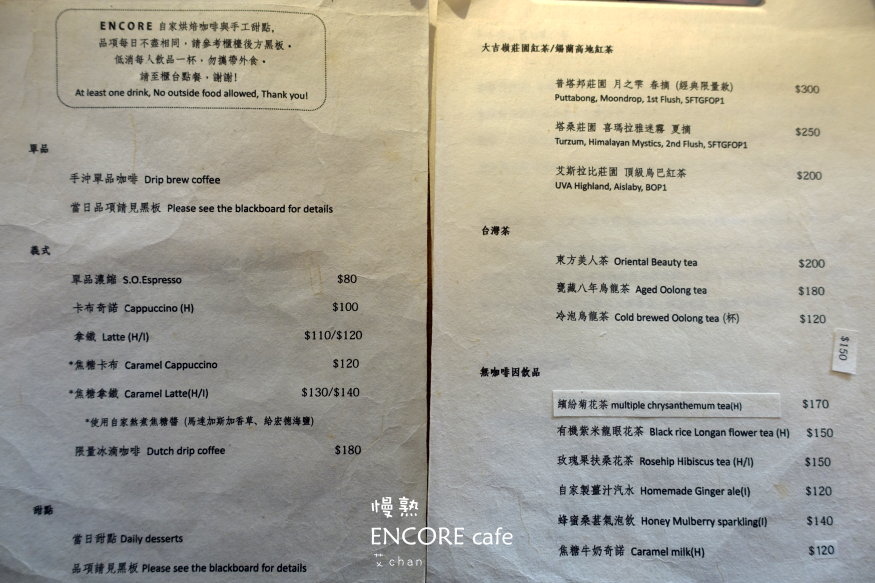 ENCORE 自家烘焙咖啡與手工甜點,
品項每日不盡相同,請參考櫃檯後方黑板。
低消每人飲品一杯,勿攜帶外食。
請至櫃台點餐,謝謝!
At least one drink, No outside food allowed, Thank you!
單品
手沖單品咖啡 Drip brew coffee
當日品項請見黑板 Please see the blackboard for details
義式
單品濃縮 S.O.Espresso $80
卡布奇諾 Cappuccino (H) $100
拿鐵 Latte (H/I) $110/$120
*焦糖卡布 Caramel Cappuccino $120
*焦糖拿鐵 Caramel Latte(H/I) $130/$140
*使用自家熬煮焦糖醬 (馬達加斯加香草、給宏德海鹽)
限量冰滴咖啡 Dutch drip coffee $180
甜點
當日甜點 Daily desserts
品項請見黑板 Please see the blackboard for details
大吉嶺莊園紅茶/錫蘭高地紅茶
普塔邦莊園 月之雫 春摘 (經典限量款) $300
Puttabong, Moondrop, 1st Flush, SFTGFOP1
塔桑莊園 喜瑪拉雅迷霧 夏摘 $250
Turzum, Himalayan Mystics, 2nd Flush, SFTGFOP1
艾斯拉比莊園 頂級烏巴紅茶 $200
UVA Highland, Aislaby, BOP1
台灣茶
東方美人茶 Oriental Beauty tea $200
甕藏八年烏龍茶 Aged Oolong tea $180
冷泡烏龍茶 Cold brewed Oolong tea (杯) $120
$150
無咖啡因飲品
繽紛菊花茶 multiple chrysanthemum tea(H) $170
有機紫米龍眼花茶 Black rice Longan flower tea (H) $150
玫瑰果扶桑花茶 Rosehip Hibiscus tea (H/I) $150
自家製薑汁汽水 Homemade Ginger ale(I) $120
蜂蜜桑葚氣泡飲 Honey Mulberry sparkling(I) $140
焦糖牛奶奇諾 Caramel milk(H) $120
慢熟
ENCORE cafe
艾chan